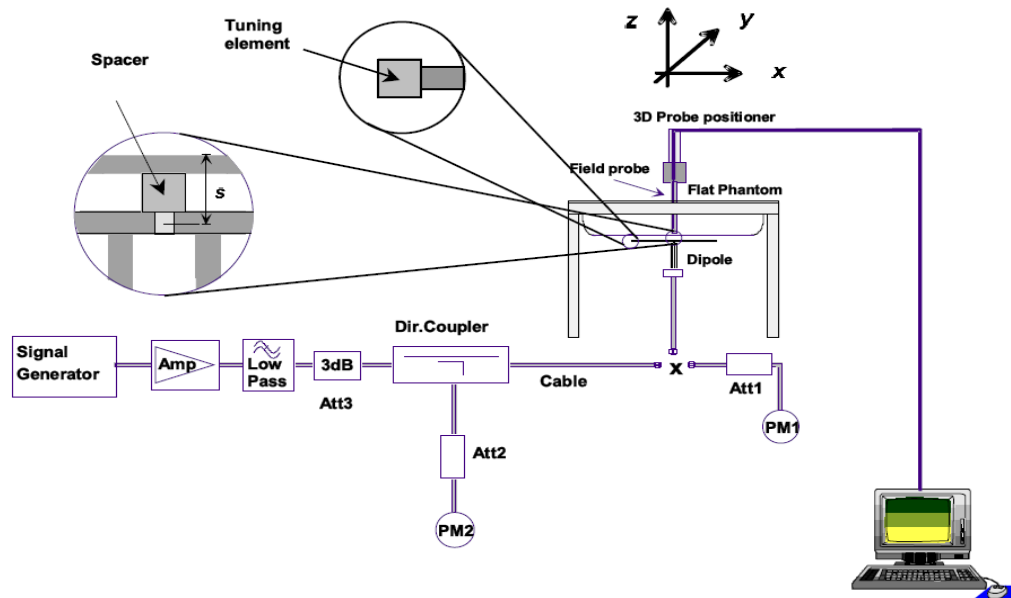 Tuning
element
Spacer
s
z
y
x
3D Probe positioner
Field probe
Flat Phantom
Dipole
Signal
Generator
Amp
Low
Pass
3dB
Att3
Dir.Coupler
Cable
x
Att1
PM1
Att2
PM2